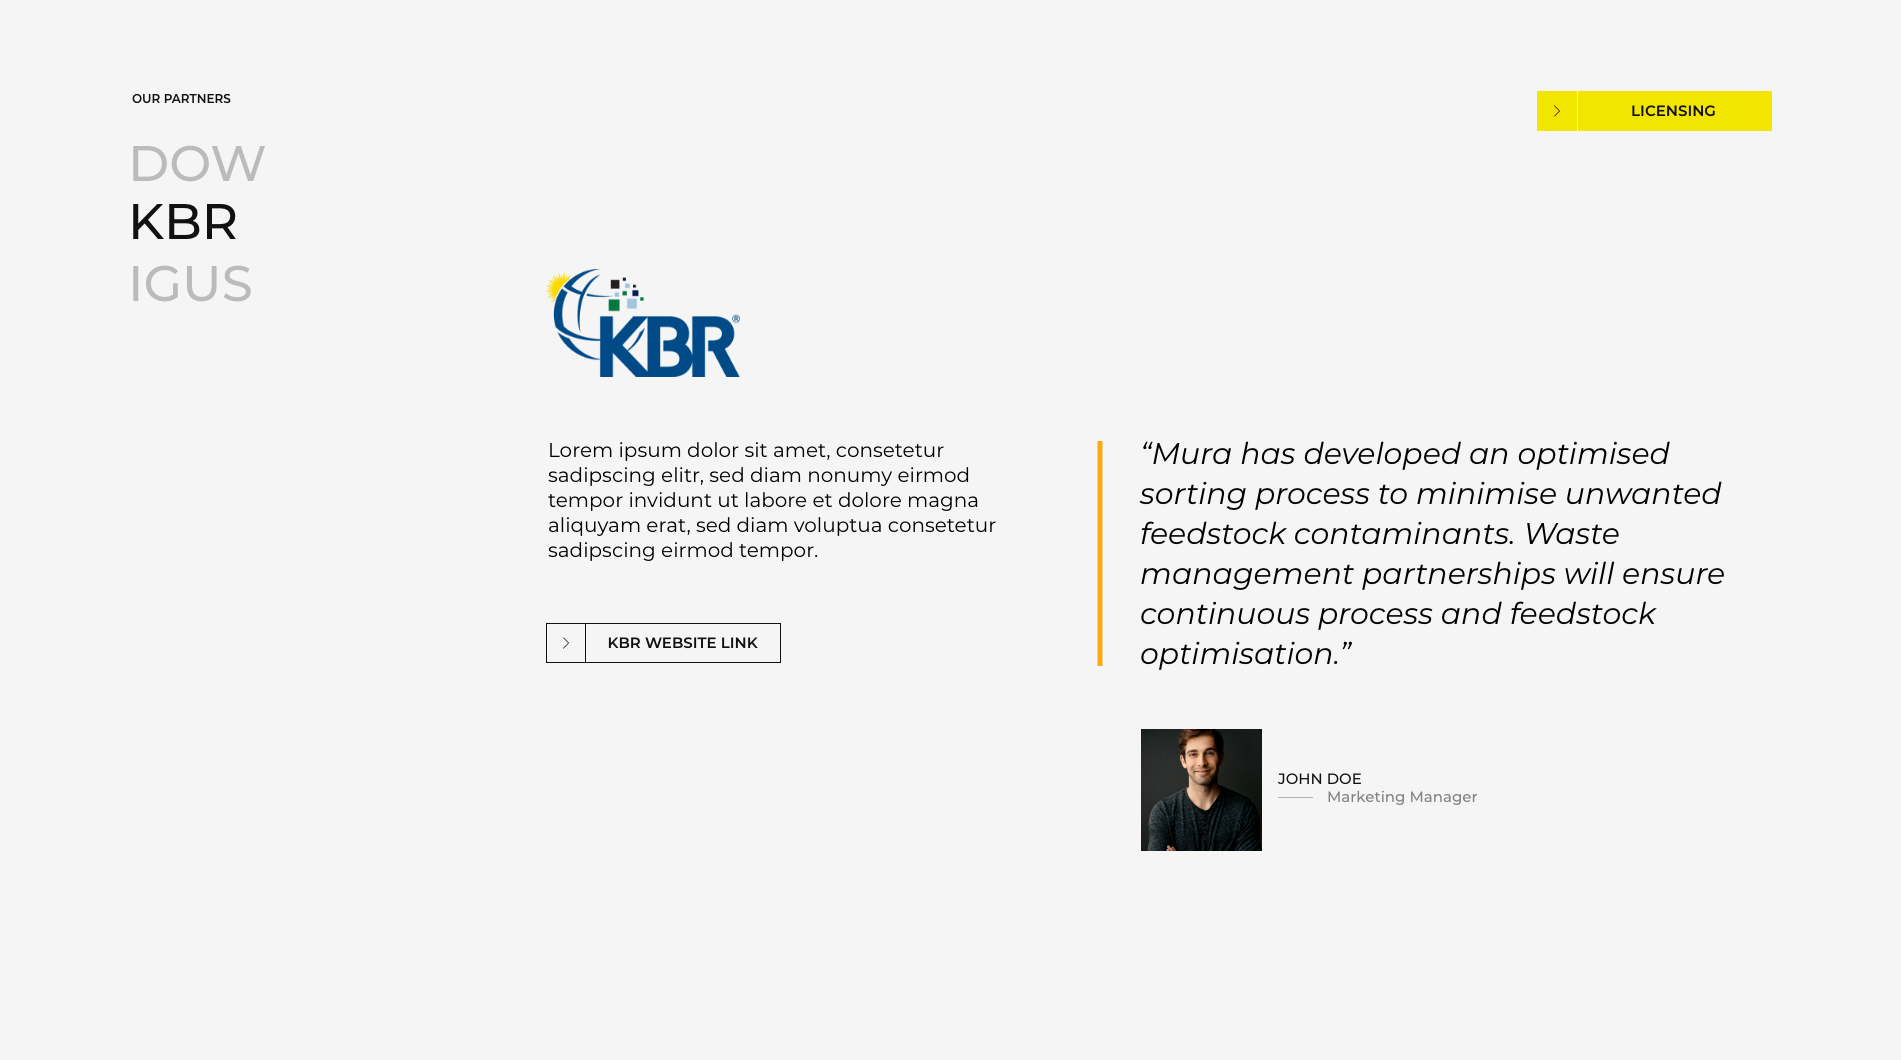 OUR PARTNERS
LICENSING
DOW
KBR
IGUS
KBR®
Lorem ipsum dolor sit amet, consetetur
sadipscing elitr, sed diam nonumy eirmod
tempor invidunt ut labore et dolore magna
aliquyam erat, sed diam voluptua consetetur
sadipscing eirmod tempor.
KBR WEBSITE LINK
“Mura has developed an optimised
sorting process to minimise unwanted
feedstock contaminants. Waste
management partnerships will ensure
continuous process and feedstock
optimisation.”
JOHN DOE
Marketing Manager